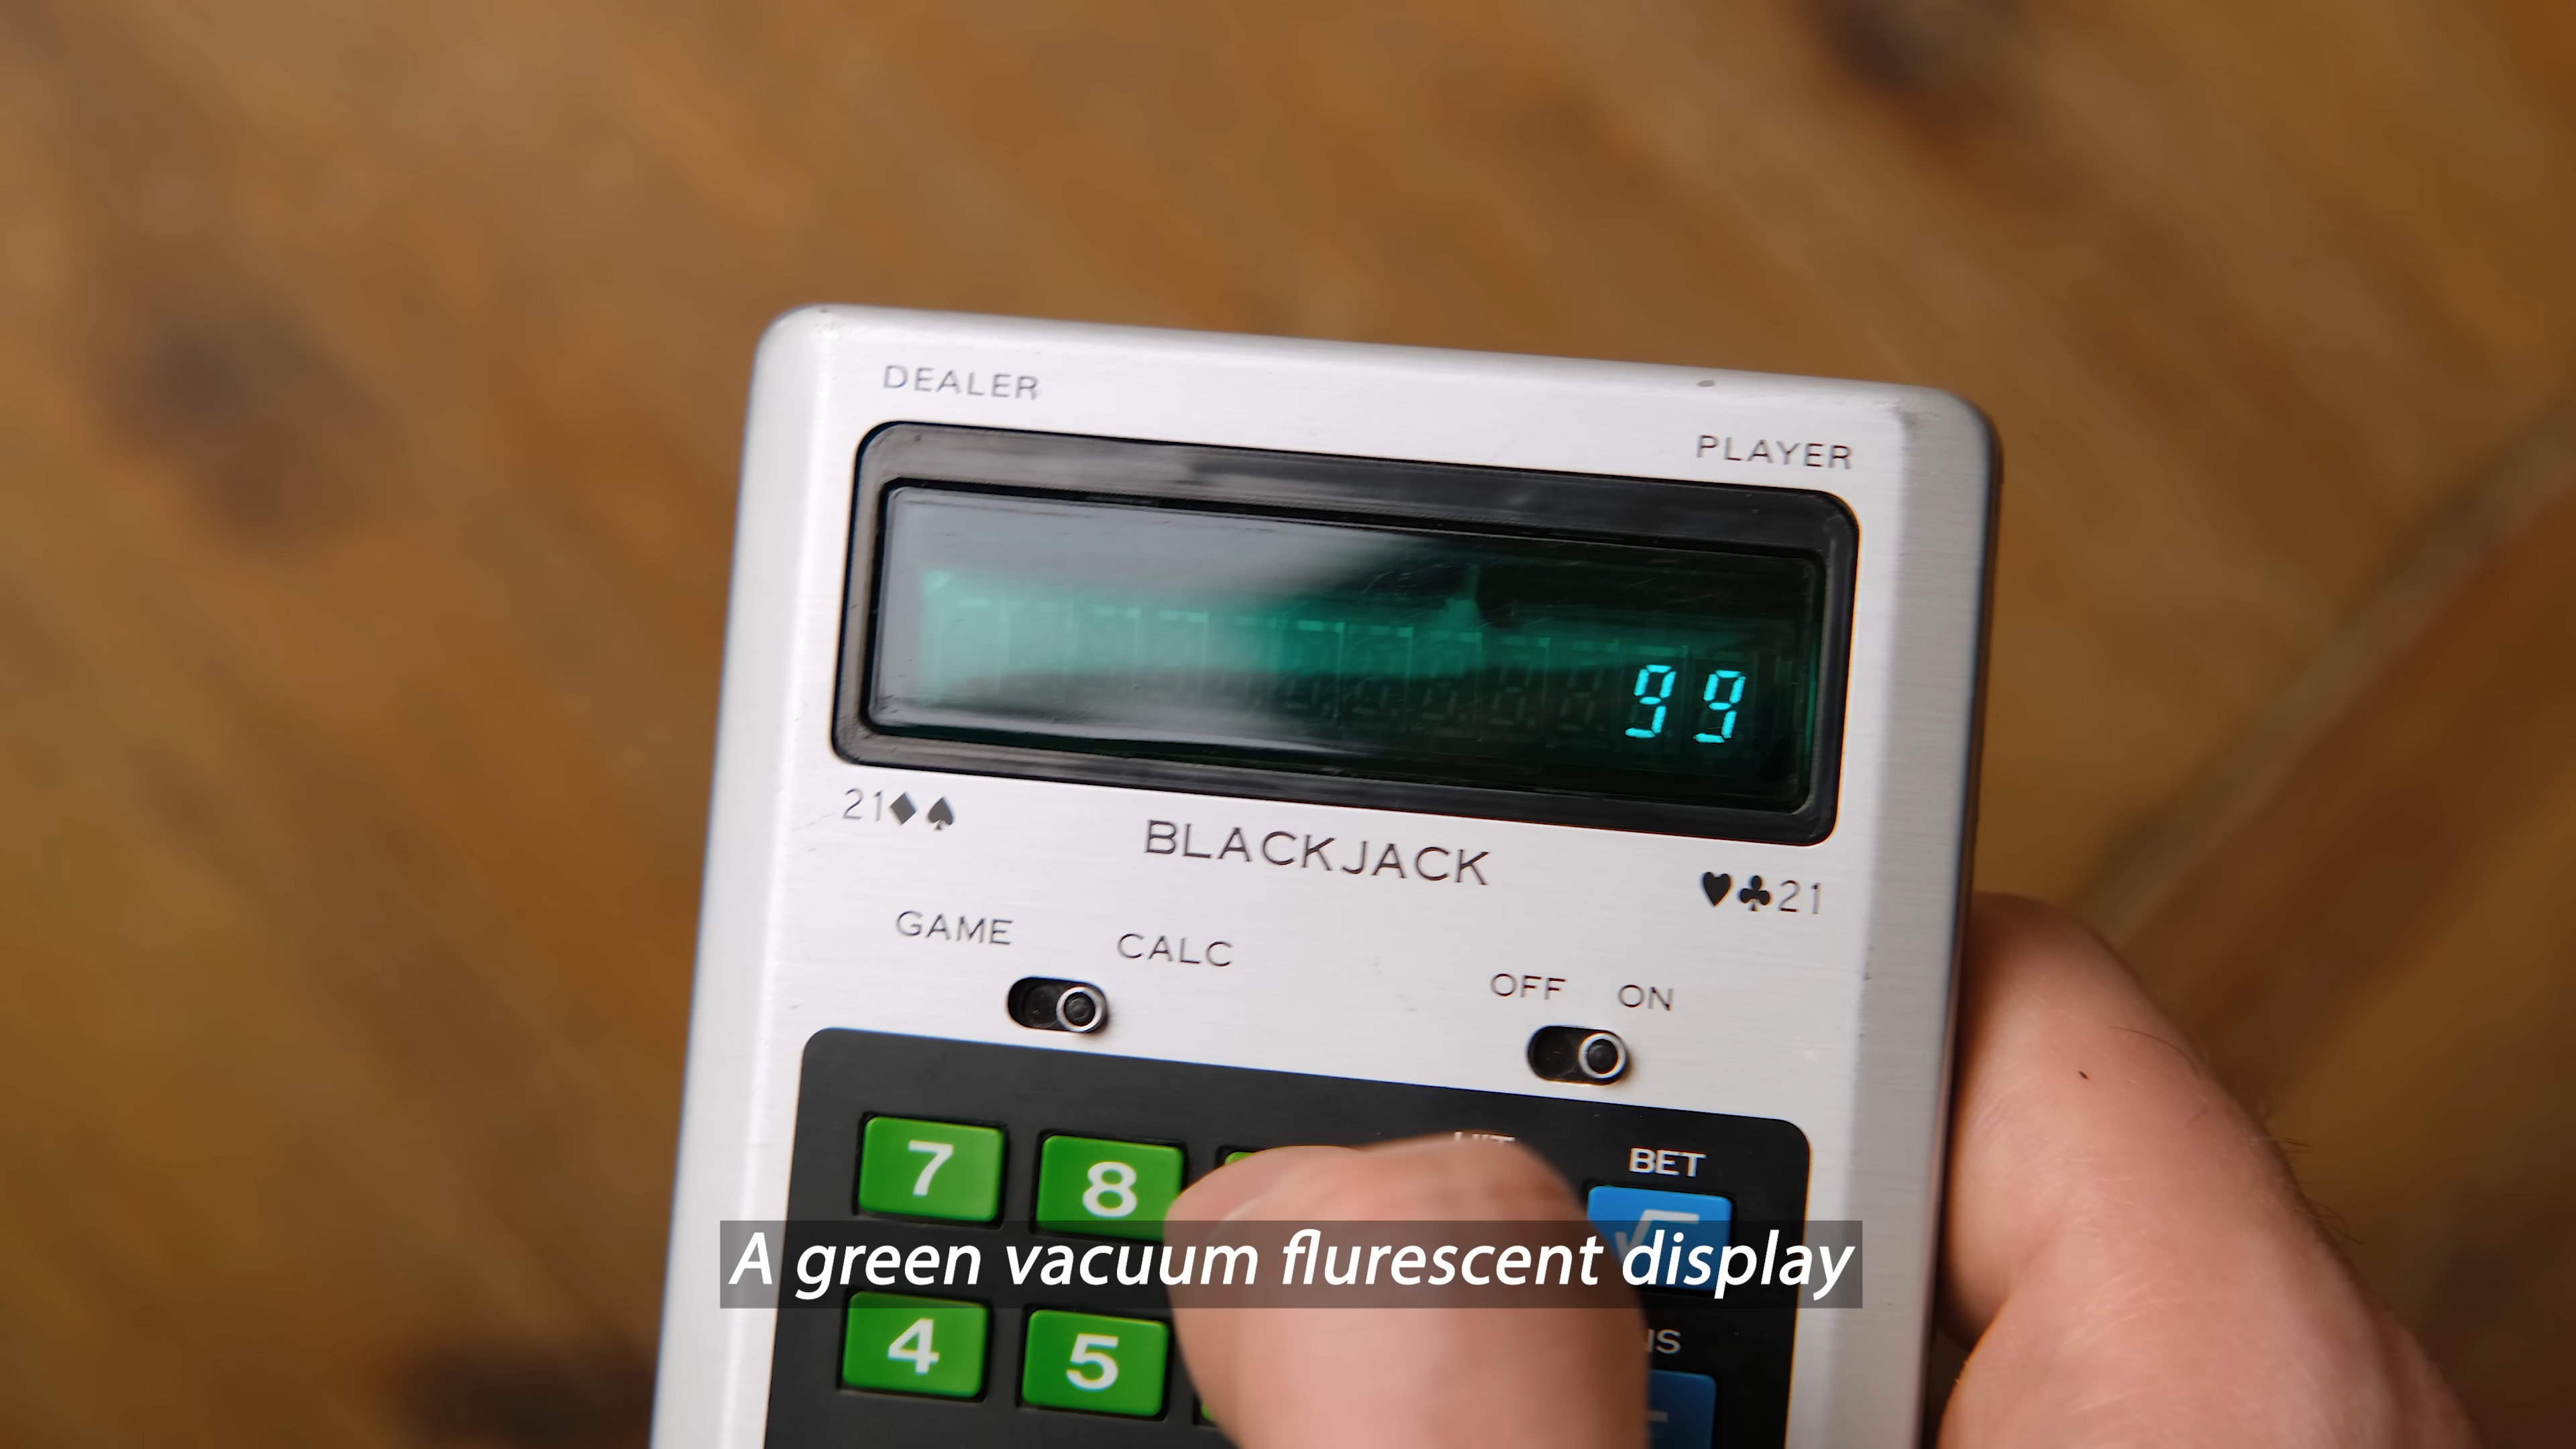 DEALER
PLAYER
99
21♦♠
BLACKJACK
♥♣21
GAME CALC
OFF ON
BET
7 8 √
A green vacuum flurescent display
4 5